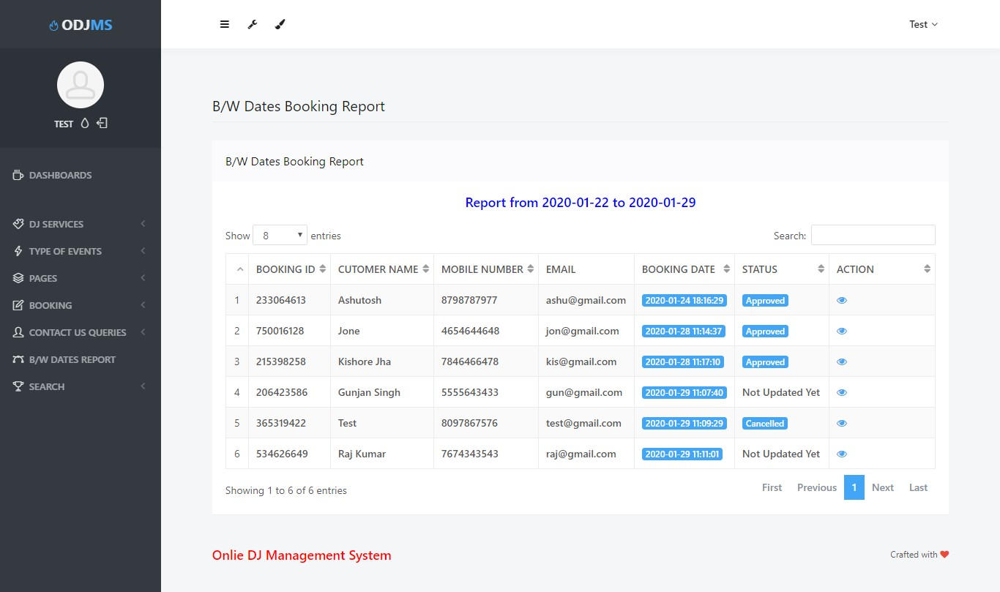 ODJMS
Test
TEST
DASHBOARDS
DJ SERVICES
TYPE OF EVENTS
PAGES
BOOKING
CONTACT US QUERIES
B/W DATES REPORT
SEARCH
B/W Dates Booking Report
B/W Dates Booking Report
Report from 2020-01-22 to 2020-01-29
Show 8 entries Search:
BOOKING ID CUTOMER NAME MOBILE NUMBER EMAIL BOOKING DATE STATUS ACTION
1 233064613 Ashutosh 8798787977 ashu@gmail.com 2020-01-24 18:16:29 Approved
2 750016128 Jone 4654644648 jon@gmail.com 2020-01-28 11:14:37 Approved
3 215398258 Kishore Jha 7846466478 kis@gmail.com 2020-01-28 11:17:10 Approved
4 206423586 Gunjan Singh 5555643433 gun@gmail.com 2020-01-29 11:07:40 Not Updated Yet
5 365319422 Test 8097867576 test@gmail.com 2020-01-29 11:09:29 Cancelled
6 534626649 Raj Kumar 7674343543 raj@gmail.com 2020-01-29 11:11:01 Not Updated Yet
Showing 1 to 6 of 6 entries First Previous 1 Next Last
Onlie DJ Management System Crafted with